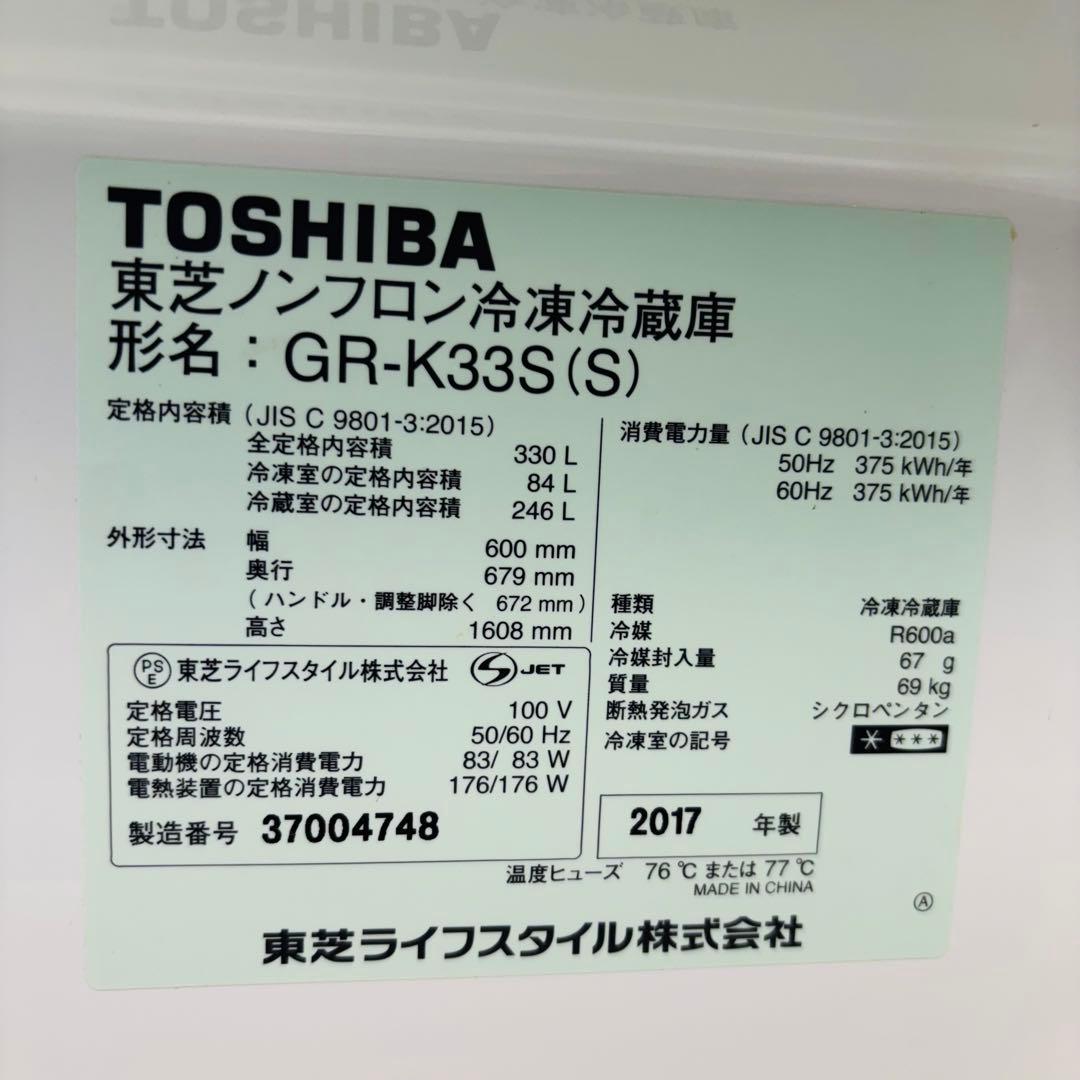 TOSHIBA
東芝ノンフロン冷凍冷蔵庫
形名：GR-K33S(S)
定格内容積（JIS C 9801-3:2015）
全定格内容積 330 L
冷凍室の定格内容積 84 L
冷蔵室の定格内容積 246 L
外形寸法 幅 600 mm
奥行 679 mm
（ハンドル・調整脚除く 672 mm）
高さ 1608 mm
消費電力量（JIS C 9801-3:2015）
50Hz 375 kWh/年
60Hz 375 kWh/年
種類 冷凍冷蔵庫
冷媒 R600a
冷媒封入量 67 g
質量 69 kg
断熱発泡ガス シクロペンタン
冷凍室の記号 * ***
PSE 東芝ライフスタイル株式会社 S JET
定格電圧 100 V
定格周波数 50/60 Hz
電動機の定格消費電力 83/ 83 W
電熱装置の定格消費電力 176/176 W
製造番号 37004748
2017 年製
温度ヒューズ 76 ℃ または 77 ℃
MADE IN CHINA
Ⓐ
東芝ライフスタイル株式会社